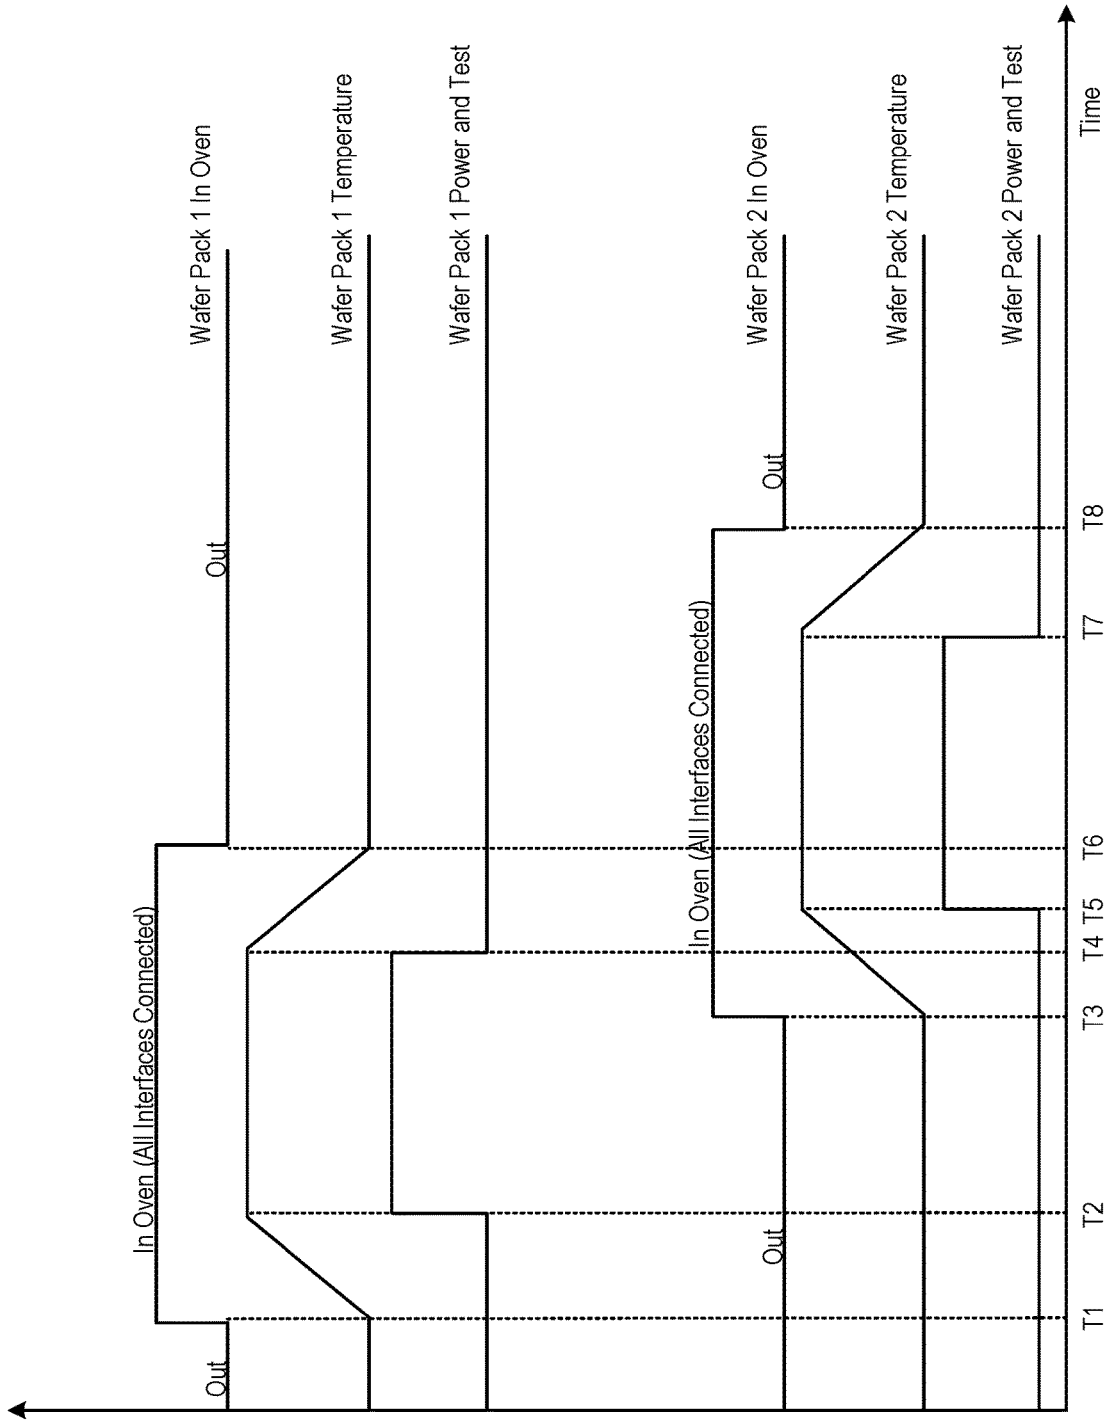 Out
In Oven (All Interfaces Connected)
Out
Wafer Pack 1 In Oven
Wafer Pack 1 Temperature
Wafer Pack 1 Power and Test
Out
In Oven (All Interfaces Connected)
Out
Wafer Pack 2 In Oven
Wafer Pack 2 Temperature
Wafer Pack 2 Power and Test
T1 T2 T3 T4 T5 T6 T7 T8
Time